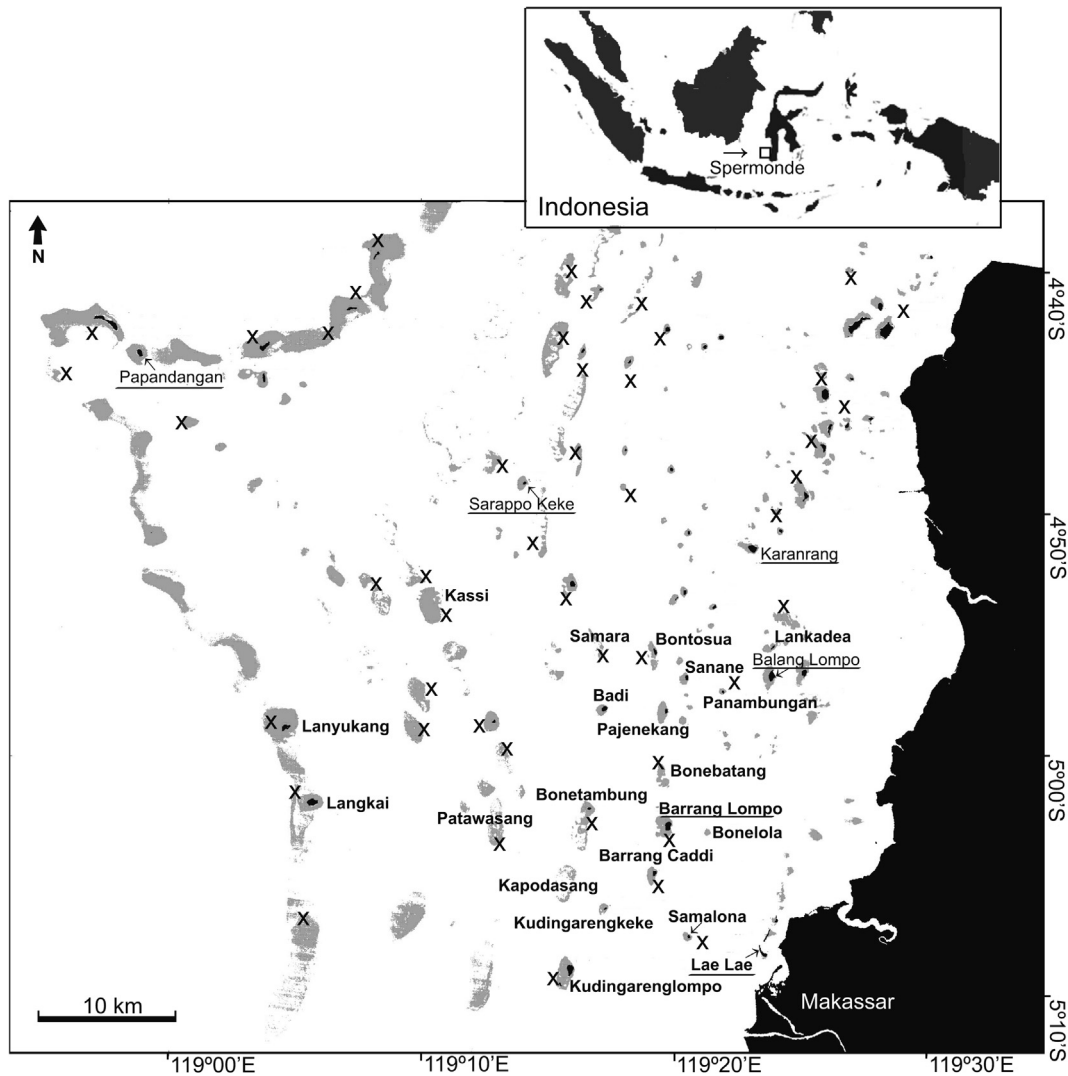 Spermonde
Indonesia
N
4°40'S
Papandangan
Sarappo Keke
4°50'S
Karanrang
Kassi
Samara
Bontosua
Lankadea
Balang Lompo
Sanane
Badi
Panambungan
Pajenekang
Lanyukang
5°00'S
Bonebatang
Bonetambung
Langkai
Barrang Lompo
Patawasang
Bonelola
Barrang Caddi
Kapodasang
Kudingarengkeke
Samalona
Lae Lae
Kudingarenglompo
Makassar
10 km
5°10'S
119°00'E
119°10'E
119°20'E
119°30'E